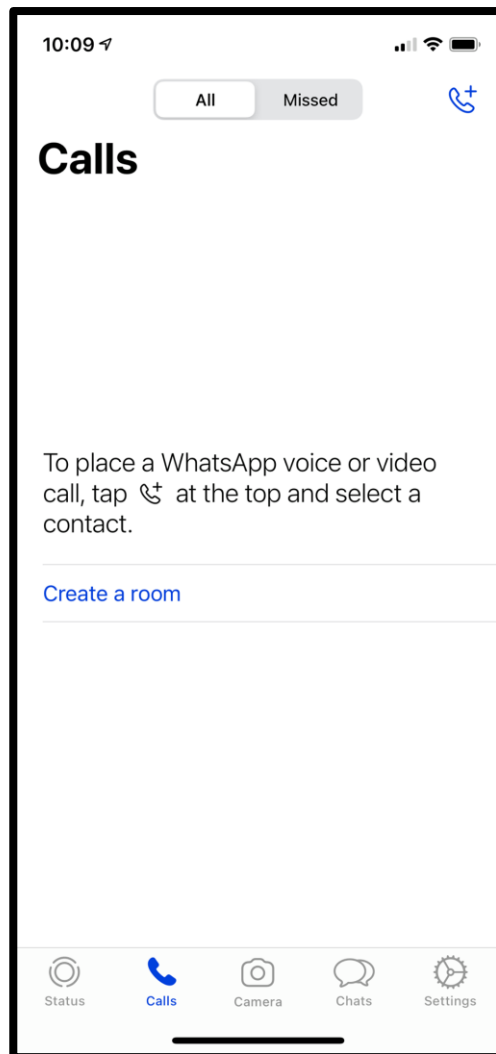 10:09
All Missed
Calls
To place a WhatsApp voice or video
call, tap at the top and select a
contact.
Create a room
Status Calls Camera Chats Settings